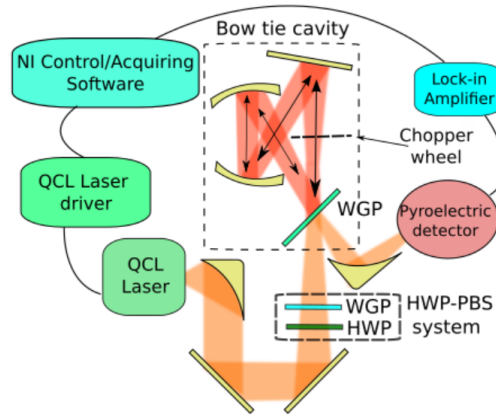 Bow tie cavity
NI Control/Acquiring
Software
Lock-in
Amplifier
Chopper
wheel
QCL Laser
driver
WGP
Pyroelectric
detector
QCL
Laser
WGP
HWP
HWP-PBS
system